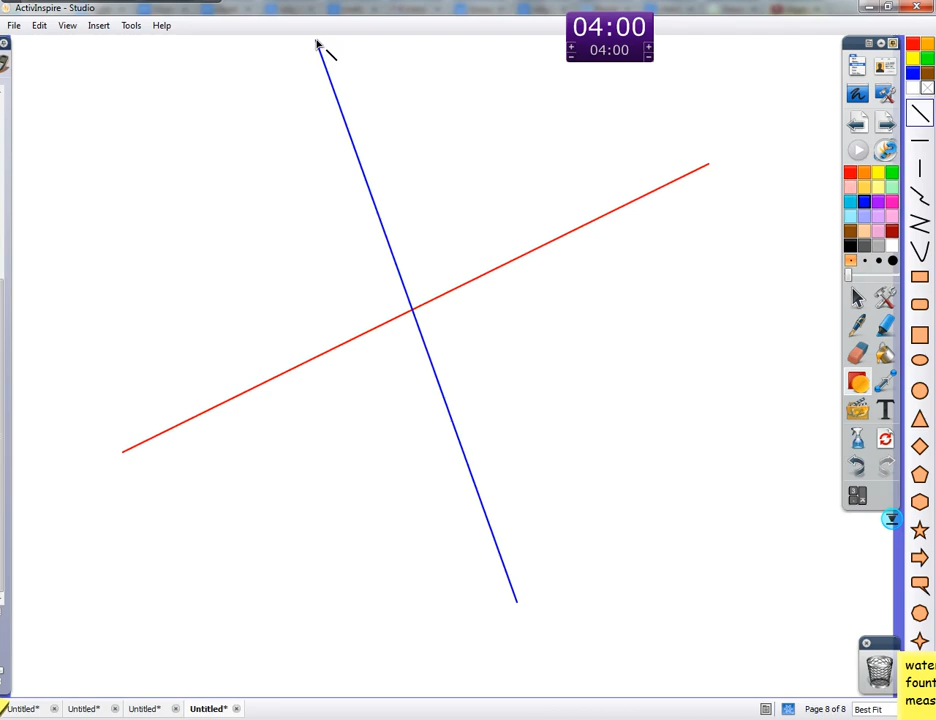 ActivInspire - Studio
File Edit View Insert Tools Help
04:00
04:00
water
fount
meas
Untitled* Untitled* Untitled* Untitled*
Page 8 of 8 Best Fit